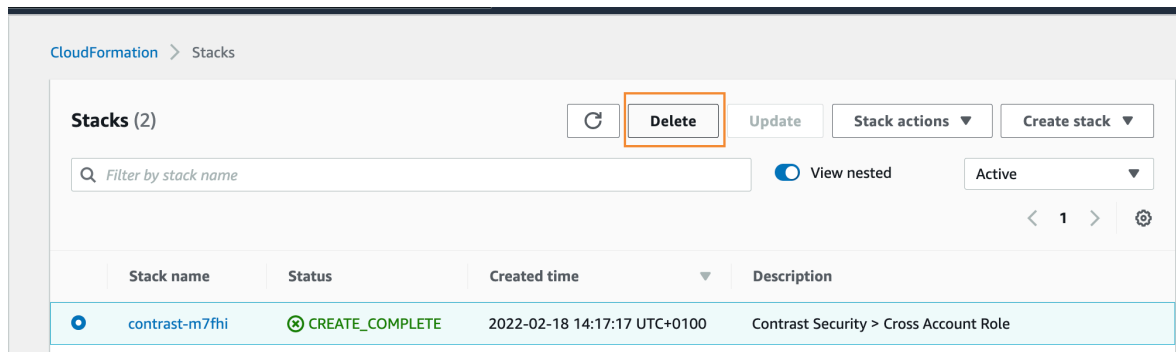 CloudFormation > Stacks
Stacks (2)
Delete
Update
Stack actions
Create stack
Filter by stack name
View nested
Active
1
Stack name Status Created time Description
contrast-m7fhi CREATE_COMPLETE 2022-02-18 14:17:17 UTC+0100 Contrast Security > Cross Account Role